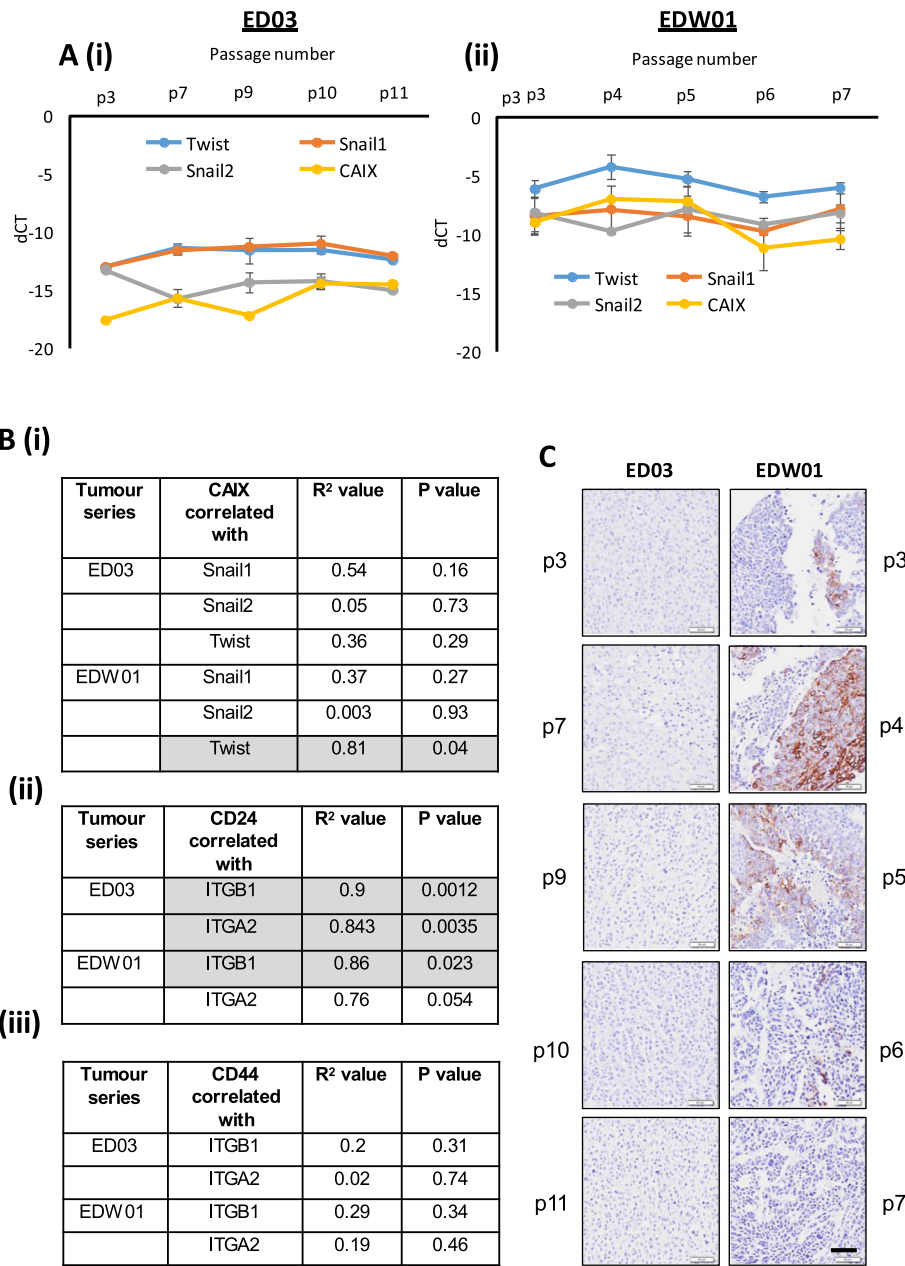 ED03
EDW01
A (i)
Passage number
(ii)
Passage number
p3 p7 p9 p10 p11
p3 p3 p4 p5 p6 p7
0
-5
-10
-15
-20
dCT
Twist
Snail1
Snail2
CAIX
0
-5
-10
-15
-20
dCT
Twist
Snail1
Snail2
CAIX
B (i)
Tumour series | CAIX correlated with | R² value | P value
ED03 | Snail1 | 0.54 | 0.16
Snail2 | 0.05 | 0.73
Twist | 0.36 | 0.29
EDW01 | Snail1 | 0.37 | 0.27
Snail2 | 0.003 | 0.93
Twist | 0.81 | 0.04
(ii)
Tumour series | CD24 correlated with | R² value | P value
ED03 | ITGB1 | 0.9 | 0.0012
ITGA2 | 0.843 | 0.0035
EDW01 | ITGB1 | 0.86 | 0.023
ITGA2 | 0.76 | 0.054
(iii)
Tumour series | CD44 correlated with | R² value | P value
ED03 | ITGB1 | 0.2 | 0.31
ITGA2 | 0.02 | 0.74
EDW01 | ITGB1 | 0.29 | 0.34
ITGA2 | 0.19 | 0.46
C
ED03
EDW01
p3
p3
p7
p4
p9
p5
p10
p6
p11
p7